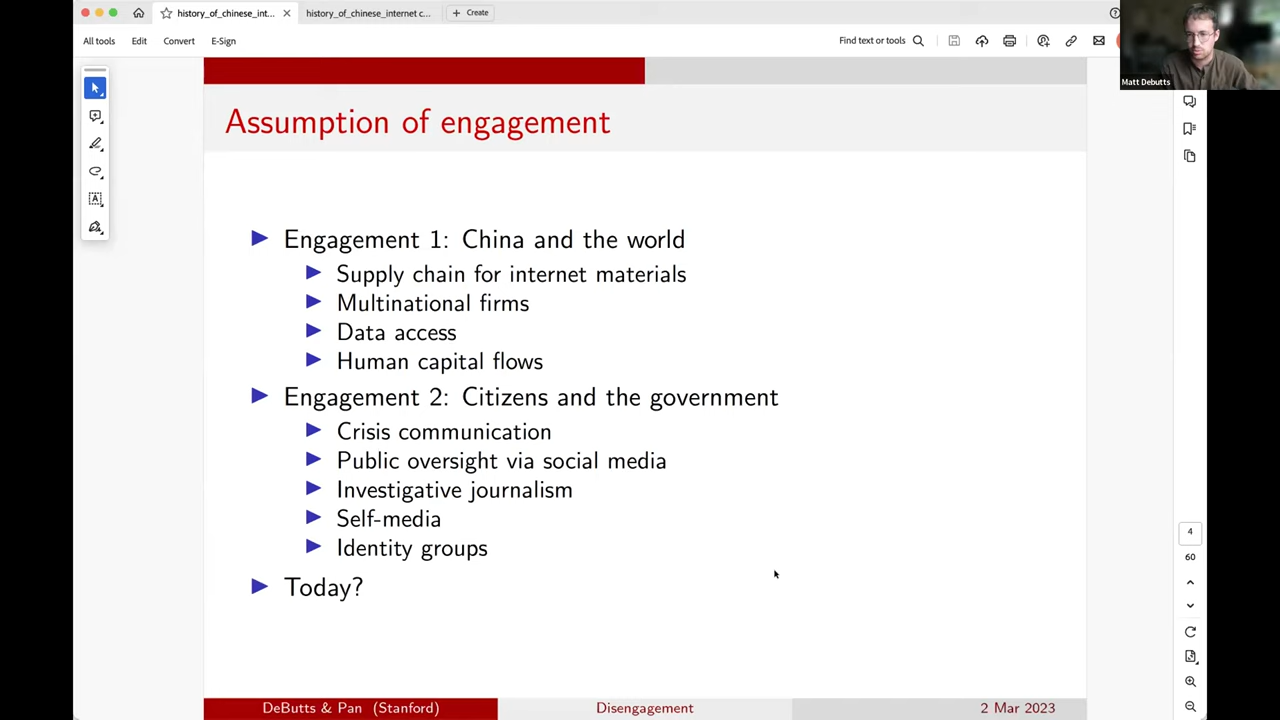 history_of_chinese_int...
history_of_chinese_internet c...
Create
All tools
Edit
Convert
E-Sign
Find text or tools
Matt Debutts
Assumption of engagement
Engagement 1: China and the world
Supply chain for internet materials
Multinational firms
Data access
Human capital flows
Engagement 2: Citizens and the government
Crisis communication
Public oversight via social media
Investigative journalism
Self-media
Identity groups
Today?
4
60
DeButts & Pan (Stanford)
Disengagement
2 Mar 2023